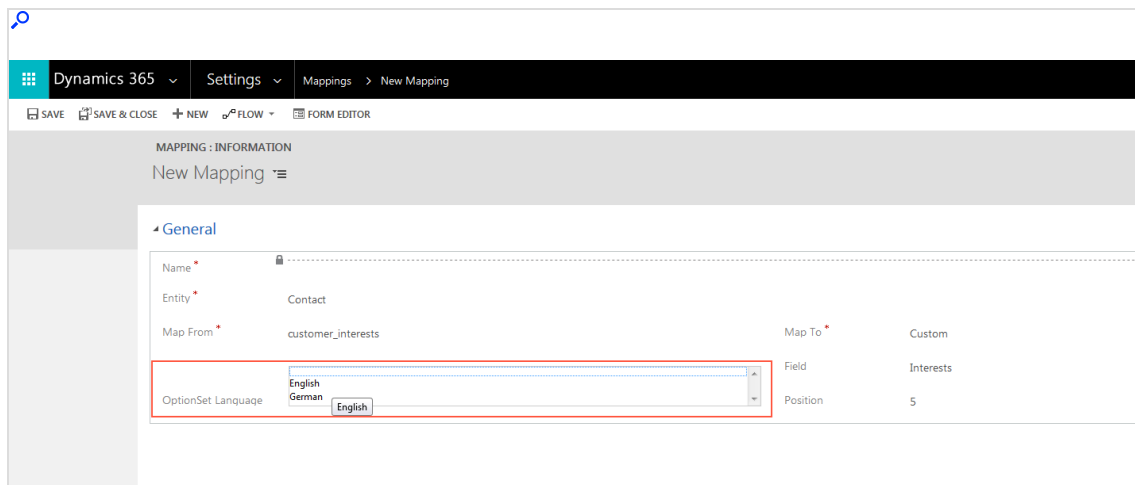 Dynamics 365 Settings Mappings > New Mapping
SAVE SAVE & CLOSE NEW FLOW FORM EDITOR
MAPPING : INFORMATION
New Mapping
General
Name *
Entity * Contact
Map From * customer_interests Map To * Custom
English
German
English
OptionSet Language
Field Interests
Position 5